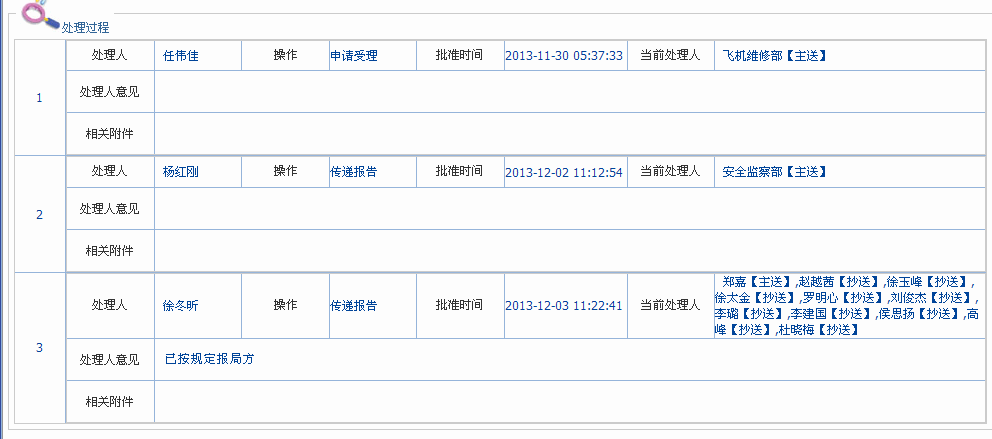 处理过程
处理人 任伟佳 操作 申请受理 批准时间 2013-11-30 05:37:33 当前处理人 飞机维修部【主送】
1 处理人意见
相关附件
处理人 杨红刚 操作 传递报告 批准时间 2013-12-02 11:12:54 当前处理人 安全监察部【主送】
2 处理人意见
相关附件
处理人 徐冬昕 操作 传递报告 批准时间 2013-12-03 11:22:41 当前处理人 郑嘉【主送】,赵越茜【抄送】,徐玉峰【抄送】,
徐太金【抄送】,罗明心【抄送】,刘俊杰【抄送】,
李璐【抄送】,李建国【抄送】,侯思扬【抄送】,高
峰【抄送】,杜晓梅【抄送】
3 处理人意见 已按规定报局方
相关附件